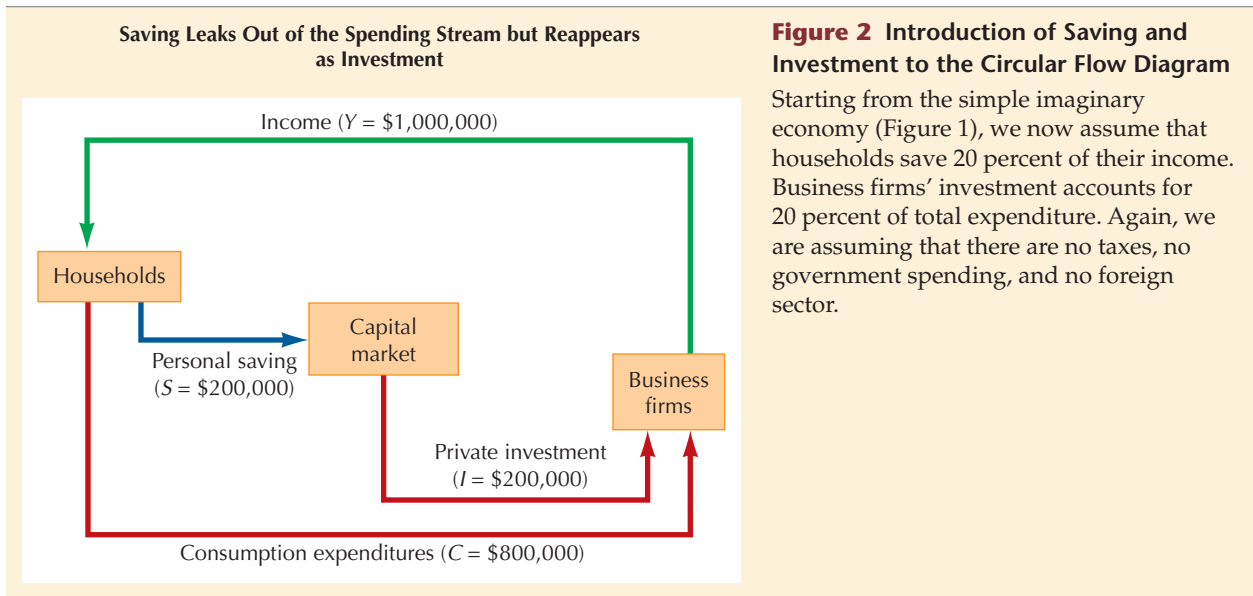 Saving Leaks Out of the Spending Stream but Reappears
as Investment
Income (Y = $1,000,000)
Households
Capital
market
Personal saving
(S = $200,000)
Business
firms
Private investment
(I = $200,000)
Consumption expenditures (C = $800,000)
Figure 2 Introduction of Saving and
Investment to the Circular Flow Diagram
Starting from the simple imaginary
economy (Figure 1), we now assume that
households save 20 percent of their income.
Business firms’ investment accounts for
20 percent of total expenditure. Again, we
are assuming that there are no taxes, no
government spending, and no foreign
sector.